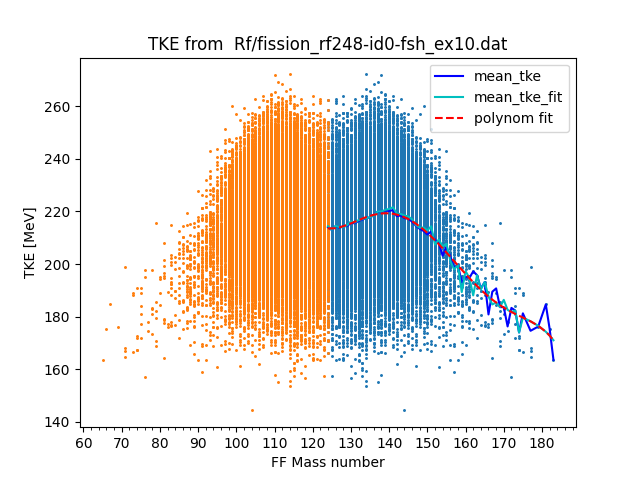 TKE from  Rf/fission_rf248-id0-fsh_ex10.dat
mean_tke
mean_tke_fit
polynom fit
TKE [MeV]
260
240
220
200
180
160
140
60 70 80 90 100 110 120 130 140 150 160 170 180
FF Mass number